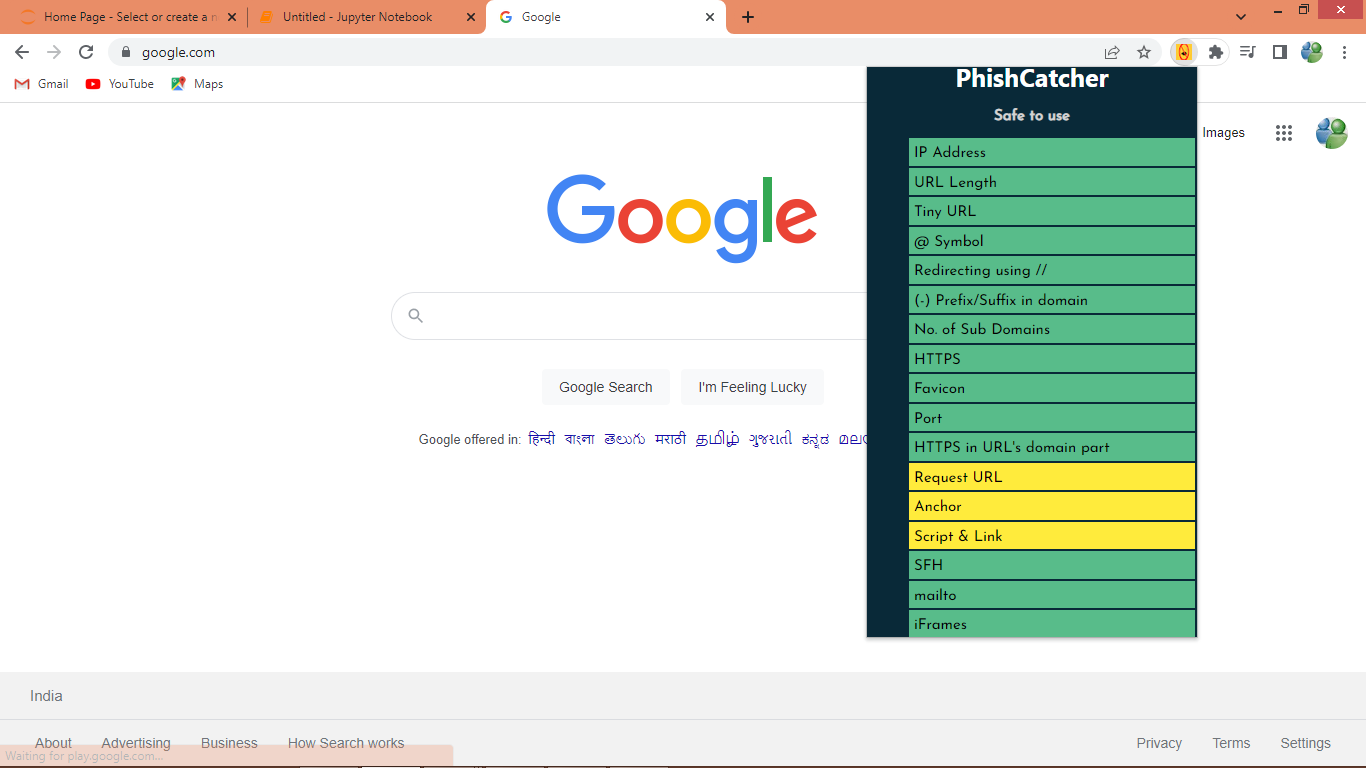 Home Page - Select or create a n
Untitled - Jupyter Notebook
Google
google.com
Gmail YouTube Maps
PhishCatcher
Safe to use
Images
IP Address
URL Length
Tiny URL
@ Symbol
Redirecting using //
(-) Prefix/Suffix in domain
No. of Sub Domains
HTTPS
Favicon
Port
HTTPS in URL's domain part
Request URL
Anchor
Script & Link
SFH
mailto
iFrames
Google
Google Search I'm Feeling Lucky
Google offered in: हिन्दी বাংলা తెలుగు मराठी தமிழ் ગુજરાતી ಕನ್ನಡ
India
About Advertising Business How Search works
Privacy Terms Settings
Waiting for play.google.com...